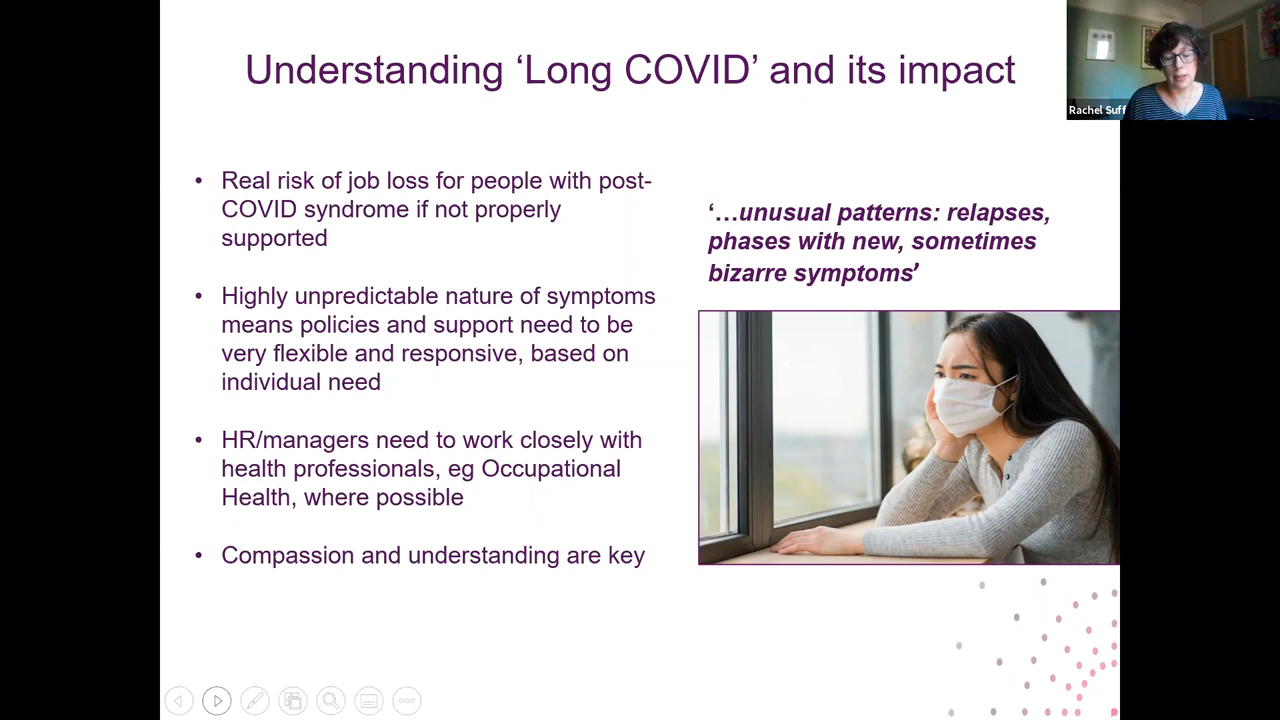 Understanding ‘Long COVID’ and its impact
Rachel Suff
• Real risk of job loss for people with post-
COVID syndrome if not properly
supported
• Highly unpredictable nature of symptoms
means policies and support need to be
very flexible and responsive, based on
individual need
• HR/managers need to work closely with
health professionals, eg Occupational
Health, where possible
• Compassion and understanding are key
‘…unusual patterns: relapses,
phases with new, sometimes
bizarre symptoms’